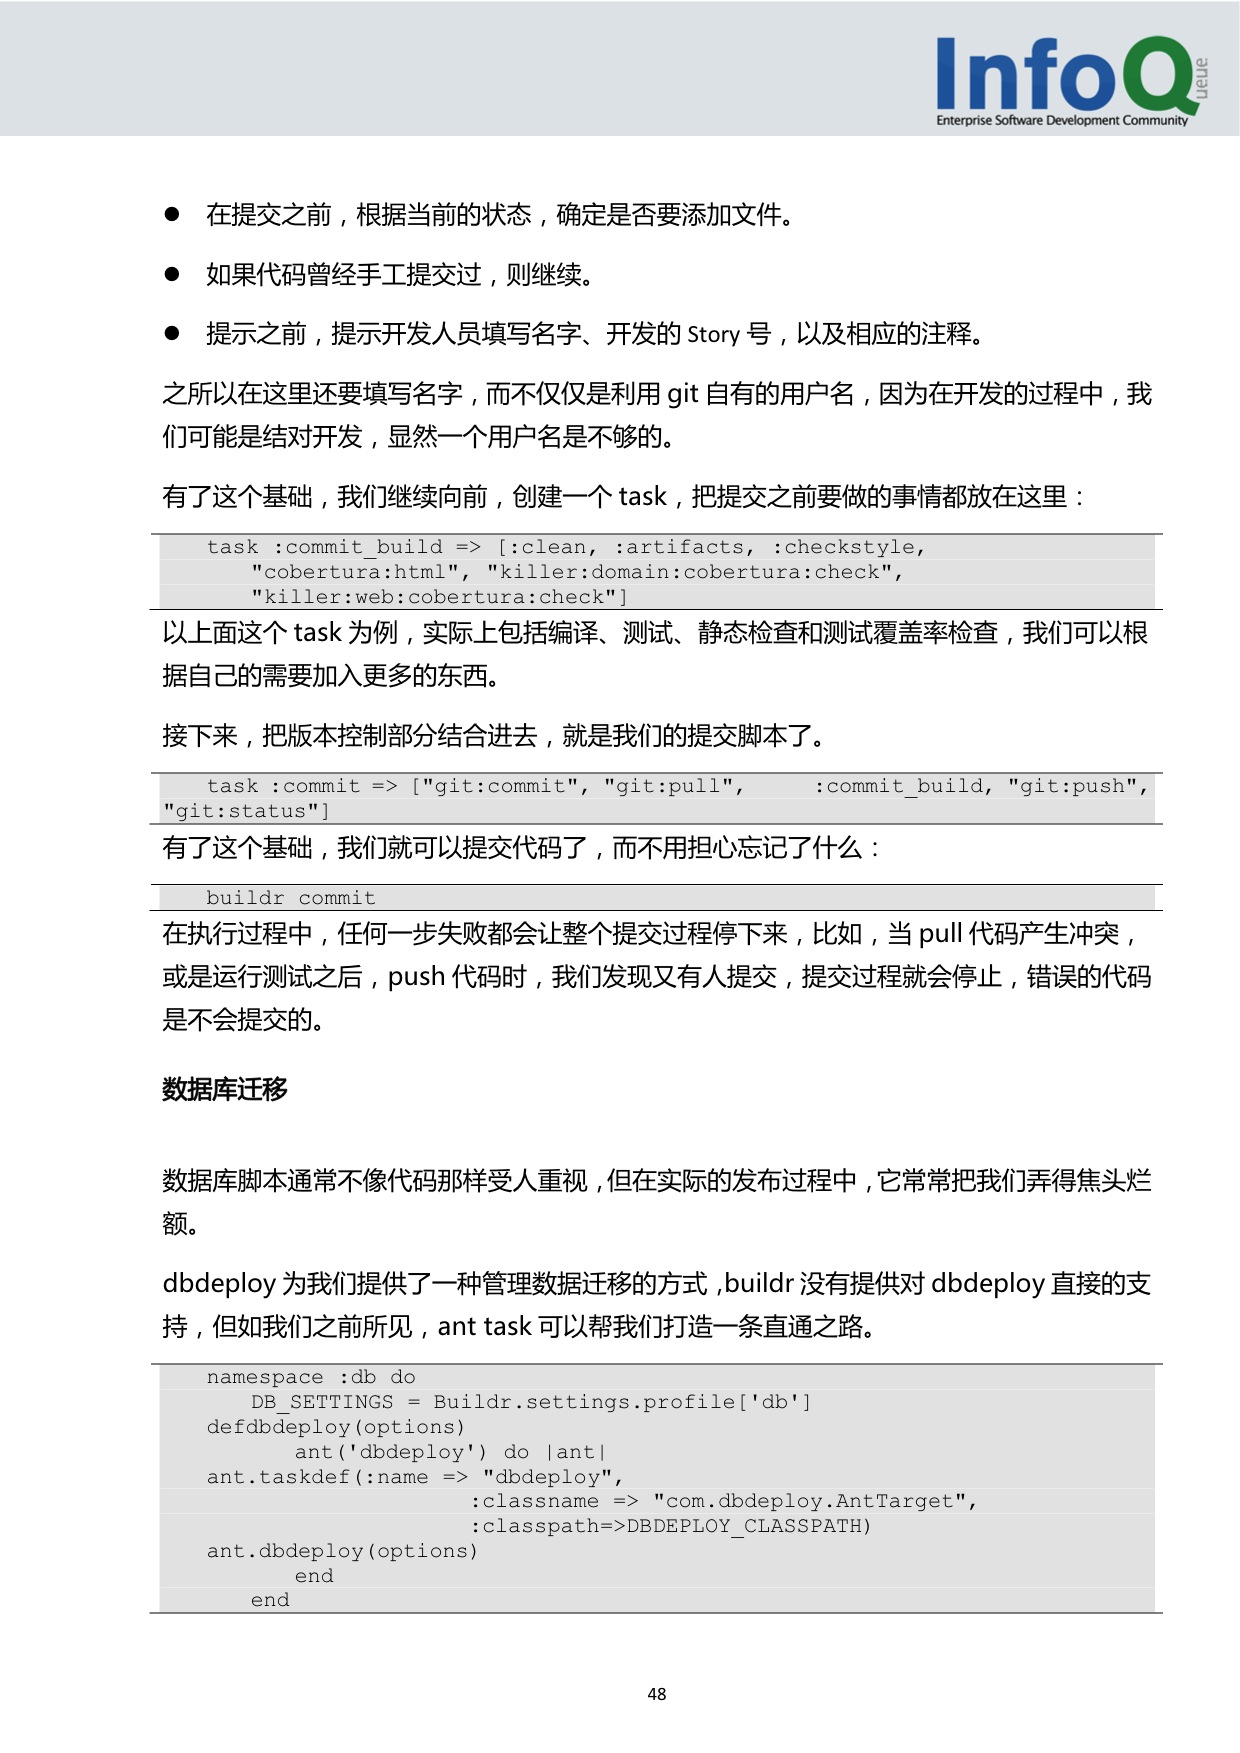 InfoQueue
Enterprise Software Development Community
● 在提交之前，根据当前的状态，确定是否要添加文件。
● 如果代码曾经手工提交过，则继续。
● 提示之前，提示开发人员填写名字、开发的 Story 号，以及相应的注释。
之所以在这里还要填写名字，而不仅仅是利用 git 自有的用户名，因为在开发的过程中，我
们可能是结对开发，显然一个用户名是不够的。
有了这个基础，我们继续向前，创建一个 task，把提交之前要做的事情都放在这里：
task :commit_build => [:clean, :artifacts, :checkstyle,
"cobertura:html", "killer:domain:cobertura:check",
"killer:web:cobertura:check"]
以上面这个 task 为例，实际上包括编译、测试、静态检查和测试覆盖率检查，我们可以根
据自己的需要加入更多的东西。
接下来，把版本控制部分结合进去，就是我们的提交脚本了。
task :commit => ["git:commit", "git:pull", :commit_build, "git:push",
"git:status"]
有了这个基础，我们就可以提交代码了，而不用担心忘记了什么：
buildr commit
在执行过程中，任何一步失败都会让整个提交过程停下来，比如，当 pull 代码产生冲突，
或是运行测试之后，push 代码时，我们发现又有人提交，提交过程就会停止，错误的代码
是不会提交的。
数据库迁移
数据库脚本通常不像代码那样受人重视，但在实际的发布过程中，它常常把我们弄得焦头烂
额。
dbdeploy 为我们提供了一种管理数据迁移的方式，buildr 没有提供对 dbdeploy 直接的支
持，但如我们之前所见，ant task 可以帮我们打造一条直通之路。
namespace :db do
DB_SETTINGS = Buildr.settings.profile['db']
defdbdeploy(options)
ant('dbdeploy') do |ant|
ant.taskdef(:name => "dbdeploy",
:classname => "com.dbdeploy.AntTarget",
:classpath=>DBDEPLOY_CLASSPATH)
ant.dbdeploy(options)
end
end
48